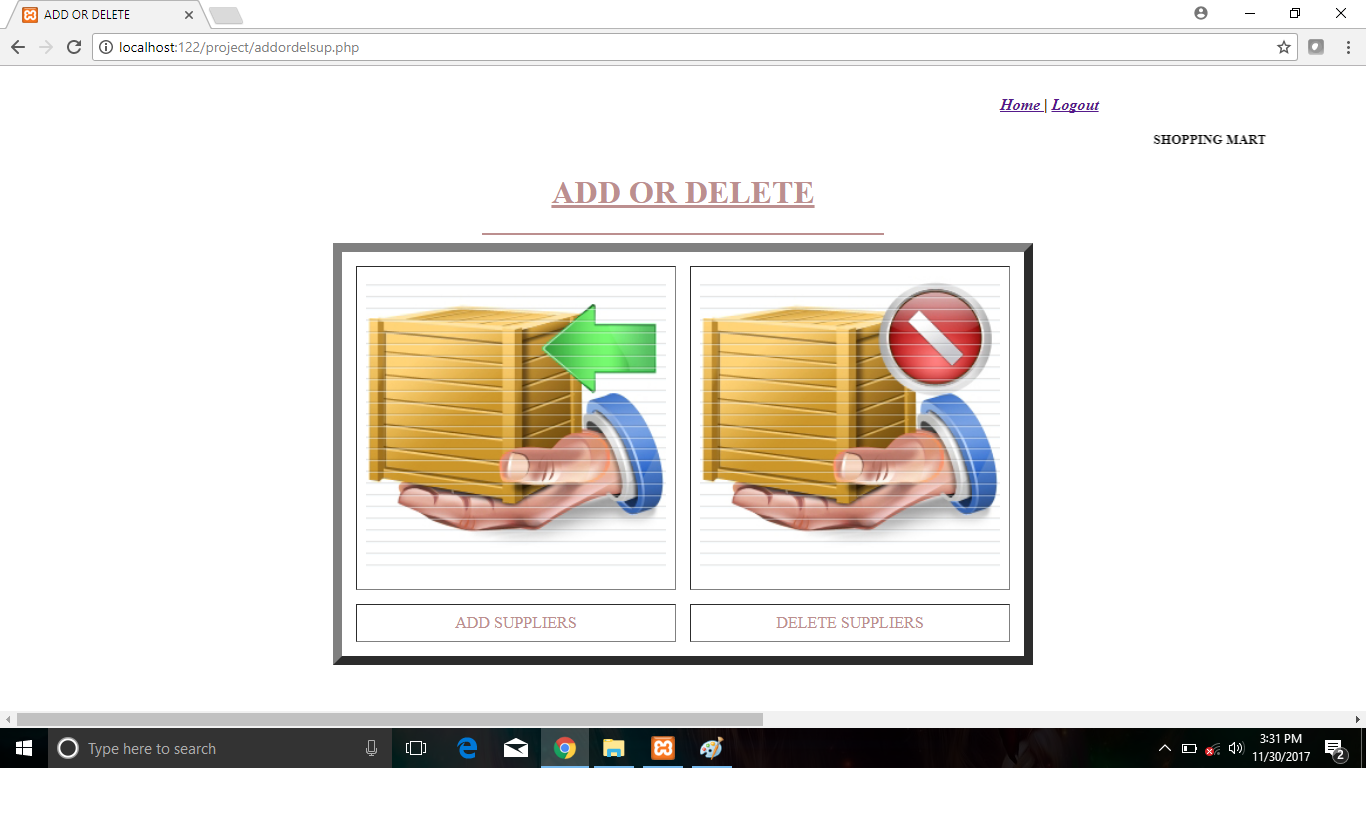 ADD OR DELETE
localhost:122/project/addordelsup.php
Home | Logout
SHOPPING MART
ADD OR DELETE
ADD SUPPLIERS DELETE SUPPLIERS
Type here to search
3:31 PM
11/30/2017
2